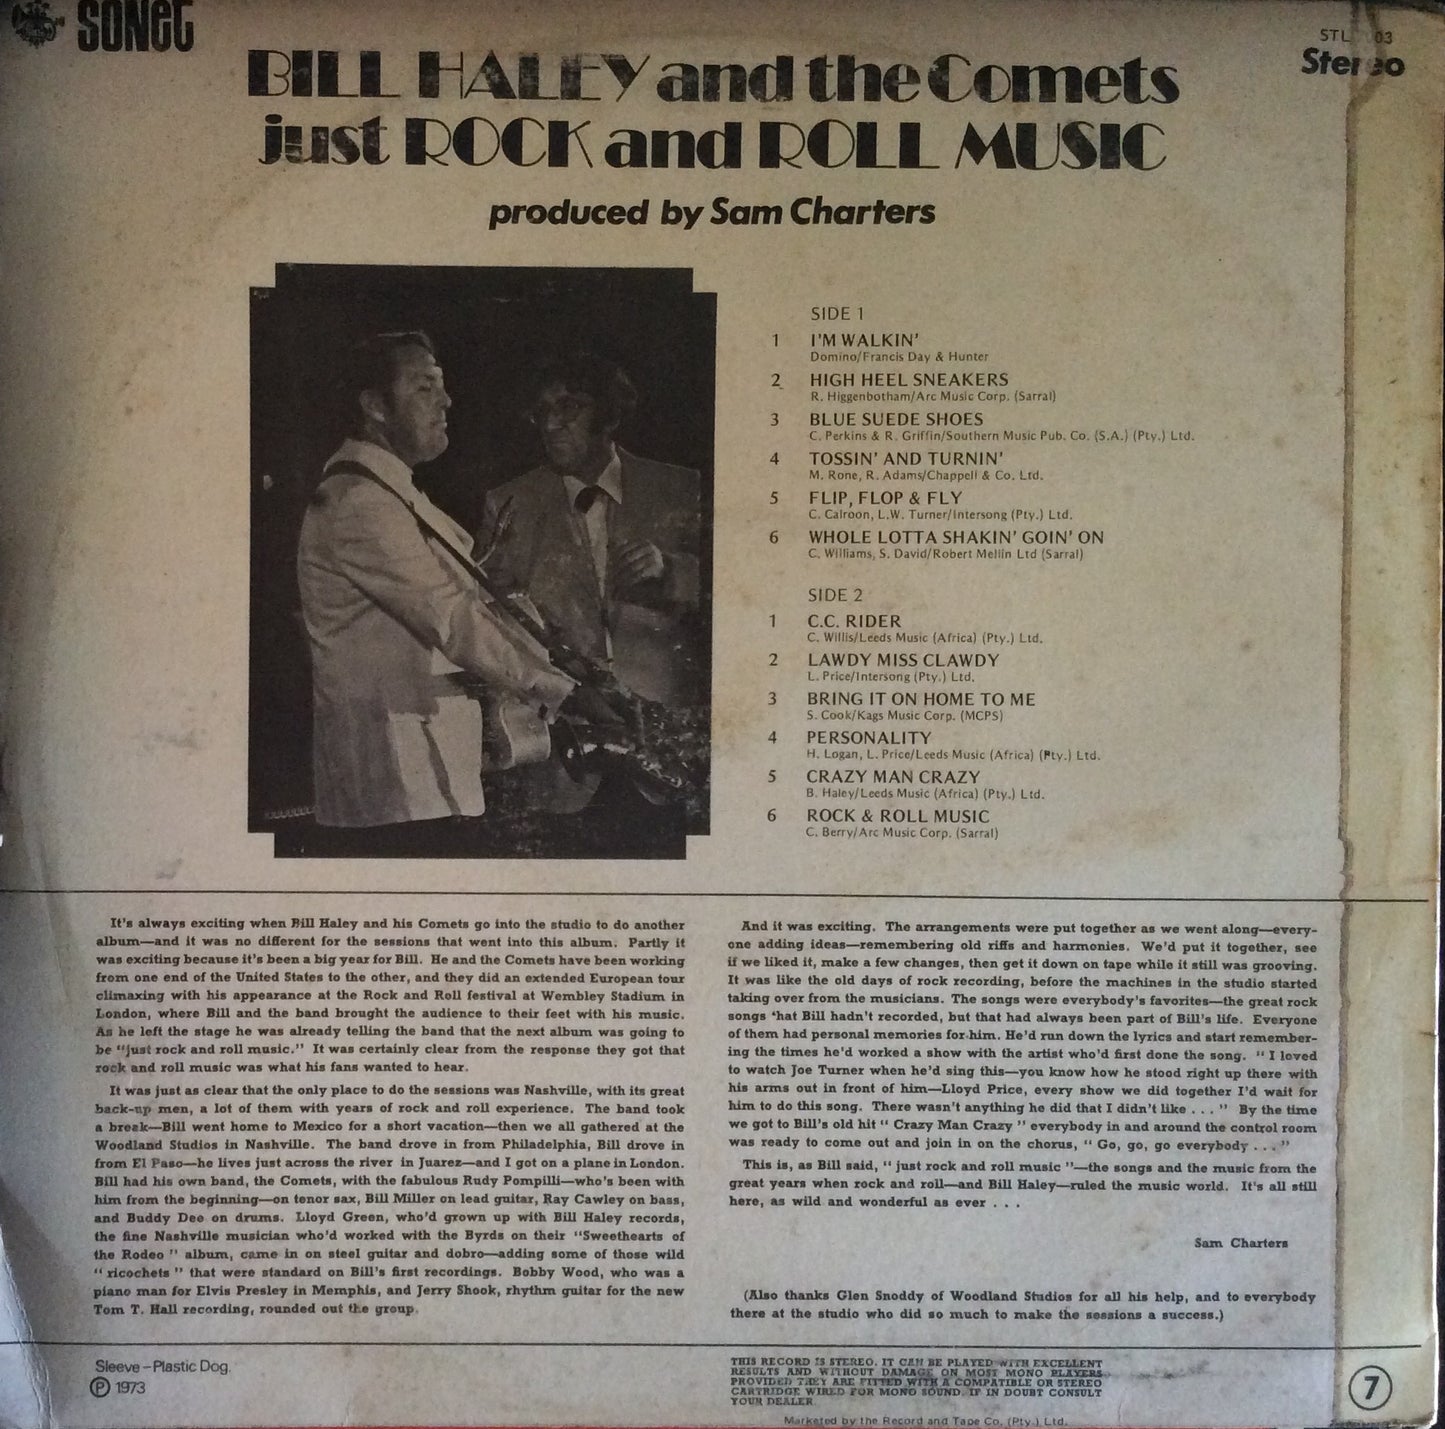 SONET
STL 03
Stereo
BILL HALEY and the Comets
just ROCK and ROLL MUSIC
produced by Sam Charters
SIDE 1
1 I'M WALKIN'
Domino/Francis Day & Hunter
2 HIGH HEEL SNEAKERS
R. Higgenbotham/Arc Music Corp. (Sarral)
3 BLUE SUEDE SHOES
C. Perkins & R. Griffin/Southern Music Pub. Co. (S.A.) (Pty.) Ltd.
4 TOSSIN' AND TURNIN'
M. Rone, R. Adams/Chappell & Co. Ltd.
5 FLIP, FLOP & FLY
C. Calroon, L.W. Turner/Intersong (Pty.) Ltd.
6 WHOLE LOTTA SHAKIN' GOIN' ON
C. Williams, S. David/Robert Mellin Ltd (Sarral)
SIDE 2
1 C.C. RIDER
C. Willis/Leeds Music (Africa) (Pty.) Ltd.
2 LAWDY MISS CLAWDY
L. Price/Intersong (Pty.) Ltd.
3 BRING IT ON HOME TO ME
S. Cook/Kags Music Corp. (MCPS)
4 PERSONALITY
H. Logan, L. Price/Leeds Music (Africa) (Pty.) Ltd.
5 CRAZY MAN CRAZY
B. Haley/Leeds Music (Africa) (Pty.) Ltd.
6 ROCK & ROLL MUSIC
C. Berry/Arc Music Corp. (Sarral)
It's always exciting when Bill Haley and his Comets go into the studio to do another
album—and it was no different for the sessions that went into this album. Partly it
was exciting because it's been a big year for Bill. He and the Comets have been working
from one end of the United States to the other, and they did an extended European tour
climaxing with his appearance at the Rock and Roll festival at Wembley Stadium in
London, where Bill and the band brought the audience to their feet with his music.
As he left the stage he was already telling the band that the next album was going to
be "just rock and roll music." It was certainly clear from the response they got that
rock and roll music was what his fans wanted to hear.
It was just as clear that the only place to do the sessions was Nashville, with its great
back-up men, a lot of them with years of rock and roll experience. The band took
a break—Bill went home to Mexico for a short vacation—then we all gathered at the
Woodland Studios in Nashville. The band drove in from Philadelphia, Bill drove in
from El Paso—he lives just across the river in Juarez—and I got on a plane in London.
Bill had his own band, the Comets, with the fabulous Rudy Pompilli—who's been with
him from the beginning—on tenor sax, Bill Miller on lead guitar, Ray Cawley on bass,
and Buddy Dee on drums. Lloyd Green, who'd grown up with Bill Haley records,
the fine Nashville musician who'd worked with the Byrds on their "Sweethearts of
the Rodeo" album, came in on steel guitar and dobro—adding some of those wild
"ricochets" that were standard on Bill's first recordings. Bobby Wood, who was a
piano man for Elvis Presley in Memphis, and Jerry Shook, rhythm guitar for the new
Tom T. Hall recording, rounded out the group.
And it was exciting. The arrangements were put together as we went along—every-
one adding ideas—remembering old riffs and harmonies. We'd put it together, see
if we liked it, make a few changes, then get it down on tape while it still was grooving.
It was like the old days of rock recording, before the machines in the studio started
taking over from the musicians. The songs were everybody's favorites—the great rock
songs 'hat Bill hadn't recorded, but that had always been part of Bill's life. Everyone
of them had personal memories for him. He'd run down the lyrics and start remember-
ing the times he'd worked a show with the artist who'd first done the song. "I loved
to watch Joe Turner when he'd sing this—you know how he stood right up there with
his arms out in front of him—Lloyd Price, every show we did together I'd wait for
him to do this song. There wasn't anything he did that I didn't like . . ." By the time
we got to Bill's old hit "Crazy Man Crazy" everybody in and around the control room
was ready to come out and join in on the chorus, "Go, go, go everybody . . ."
This is, as Bill said, "just rock and roll music"—the songs and the music from the
great years when rock and roll—and Bill Haley—ruled the music world. It's all still
here, as wild and wonderful as ever . . .
Sam Charters
(Also thanks Glen Snoddy of Woodland Studios for all his help, and to everybody
there at the studio who did so much to make the sessions a success.)
Sleeve – Plastic Dog.
Ⓟ 1973
THIS RECORD IS STEREO. IT CAN BE PLAYED WITH EXCELLENT
RESULTS AND WITHOUT DAMAGE ON MOST MONO PLAYERS
PROVIDED THEY ARE FITTED WITH A COMPATIBLE OR STEREO
CARTRIDGE WIRED FOR MONO SOUND. IF IN DOUBT CONSULT
YOUR DEALER
Marketed by the Record and Tape Co. (Pty.) Ltd.
7